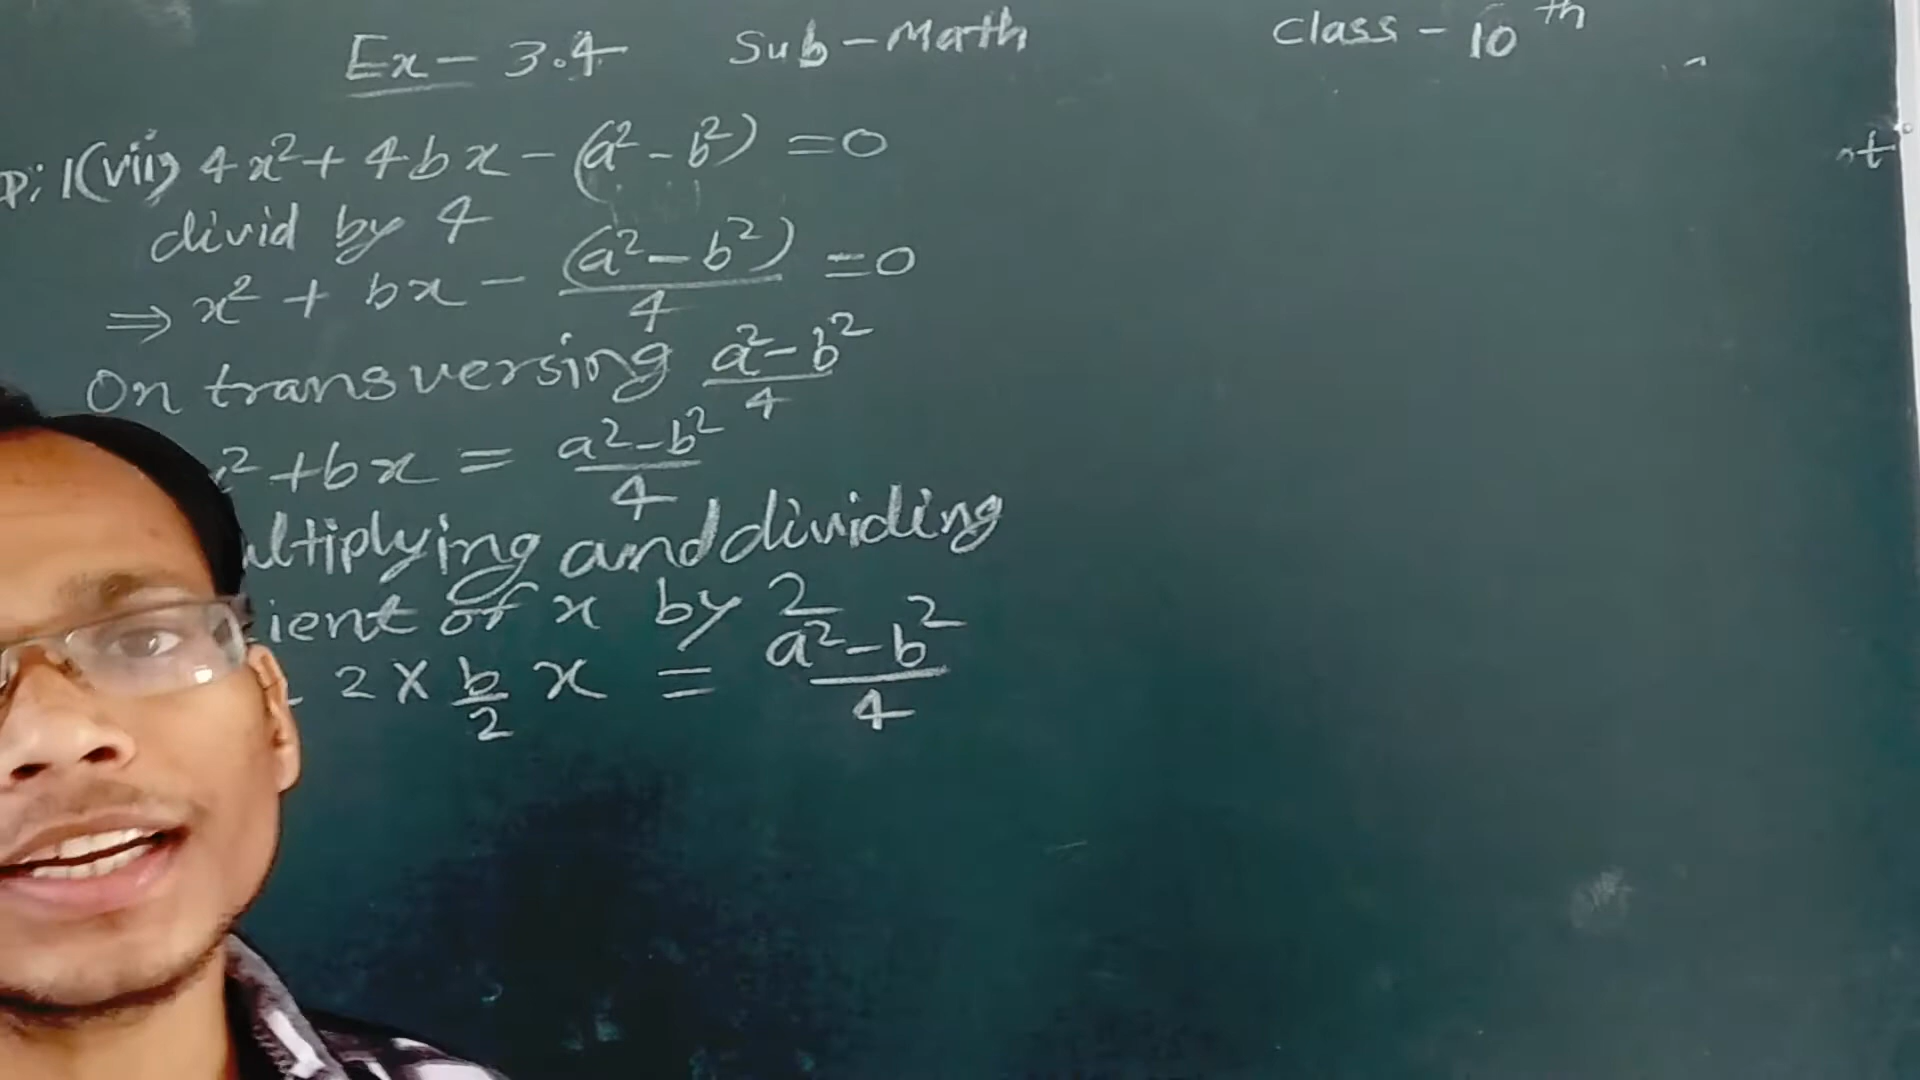 Ex- 3.4 Sub-Math Class-10th
1(vii) 4x²+4bx-(a²-b²)=0
divid by 4
⇒x²+bx-(a²-b²)/4=0
On transversing a²-b²/4
²+bx=a²-b²/4
ultiplying and dividing
ient of x by 2
2×b/2 x=a²-b²/4